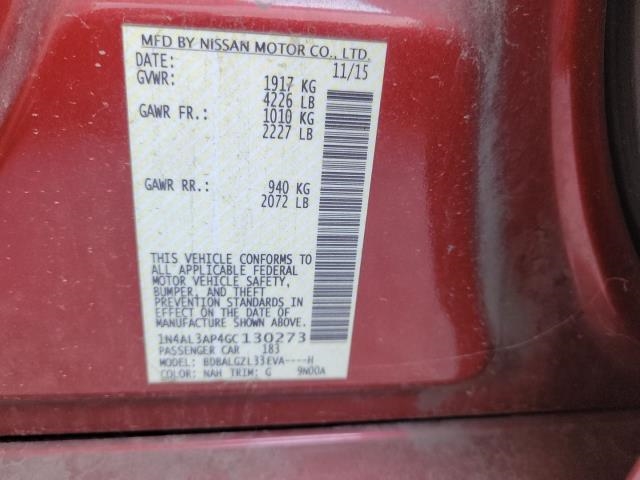 MFD BY NISSAN MOTOR CO., LTD.
DATE: 11/15
GVWR: 1917 KG
4226 LB
GAWR FR.: 1010 KG
2227 LB
GAWR RR.: 940 KG
2072 LB
THIS VEHICLE CONFORMS TO
ALL APPLICABLE FEDERAL
MOTOR VEHICLE SAFETY,
BUMPER, AND THEFT
PREVENTION STANDARDS IN
EFFECT ON THE DATE OF
MANUFACTURE SHOWN ABOVE.
1N4AL3AP4GC130273
PASSENGER CAR 183
MODEL: BDBALGZL33EVA----H
COLOR: NAH TRIM: G 9N00A